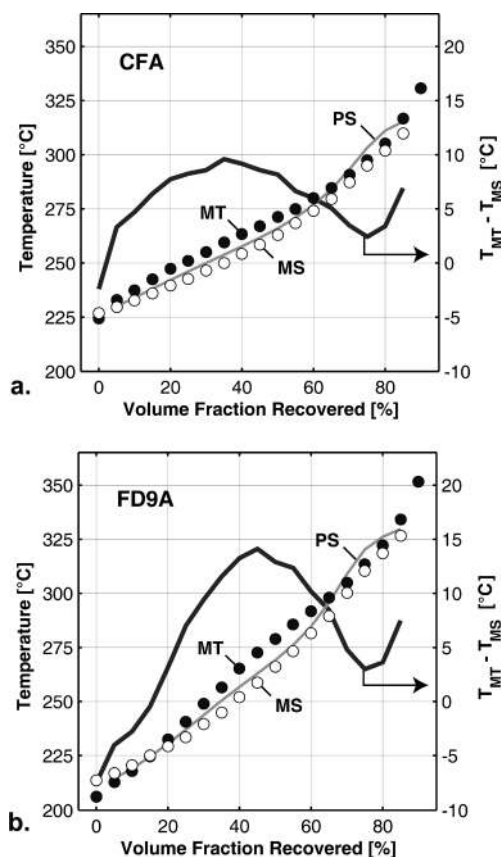 CFA
350
325
300
275
250
225
200
Temperature [°C]
20
15
10
5
0
-5
-10
T_MT - T_MS [°C]
PS
MT
MS
0 20 40 60 80 100
Volume Fraction Recovered [%]
a.
FD9A
350
325
300
275
250
225
200
Temperature [°C]
20
15
10
5
0
-5
-10
T_MT - T_MS [°C]
PS
MT
MS
0 20 40 60 80 100
Volume Fraction Recovered [%]
b.